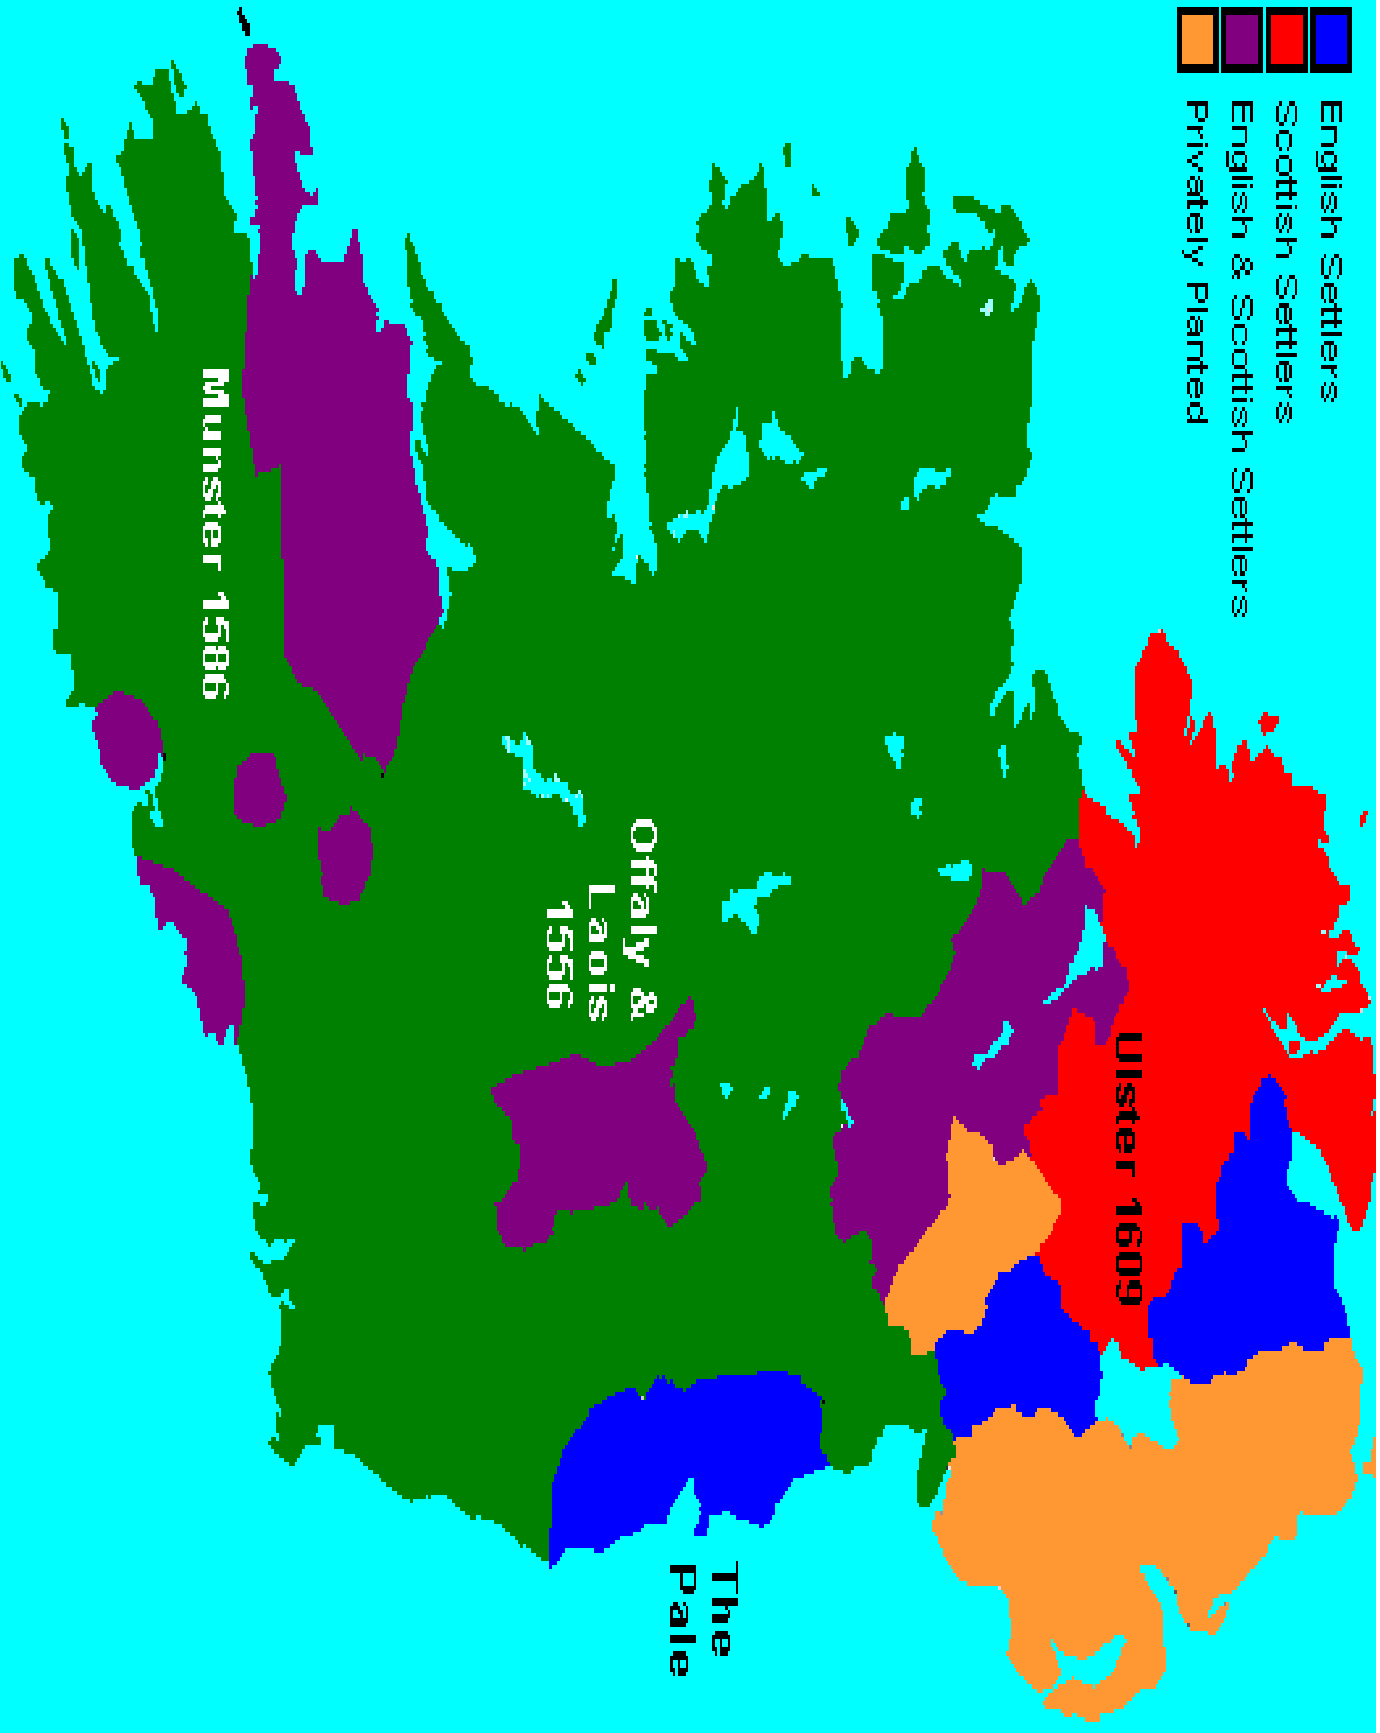 English Settlers
Scottish Settlers
English & Scottish Settlers
Privately Planted
Ulster 1609
The
Pale
Offaly &
Laois
1556
Munster 1586